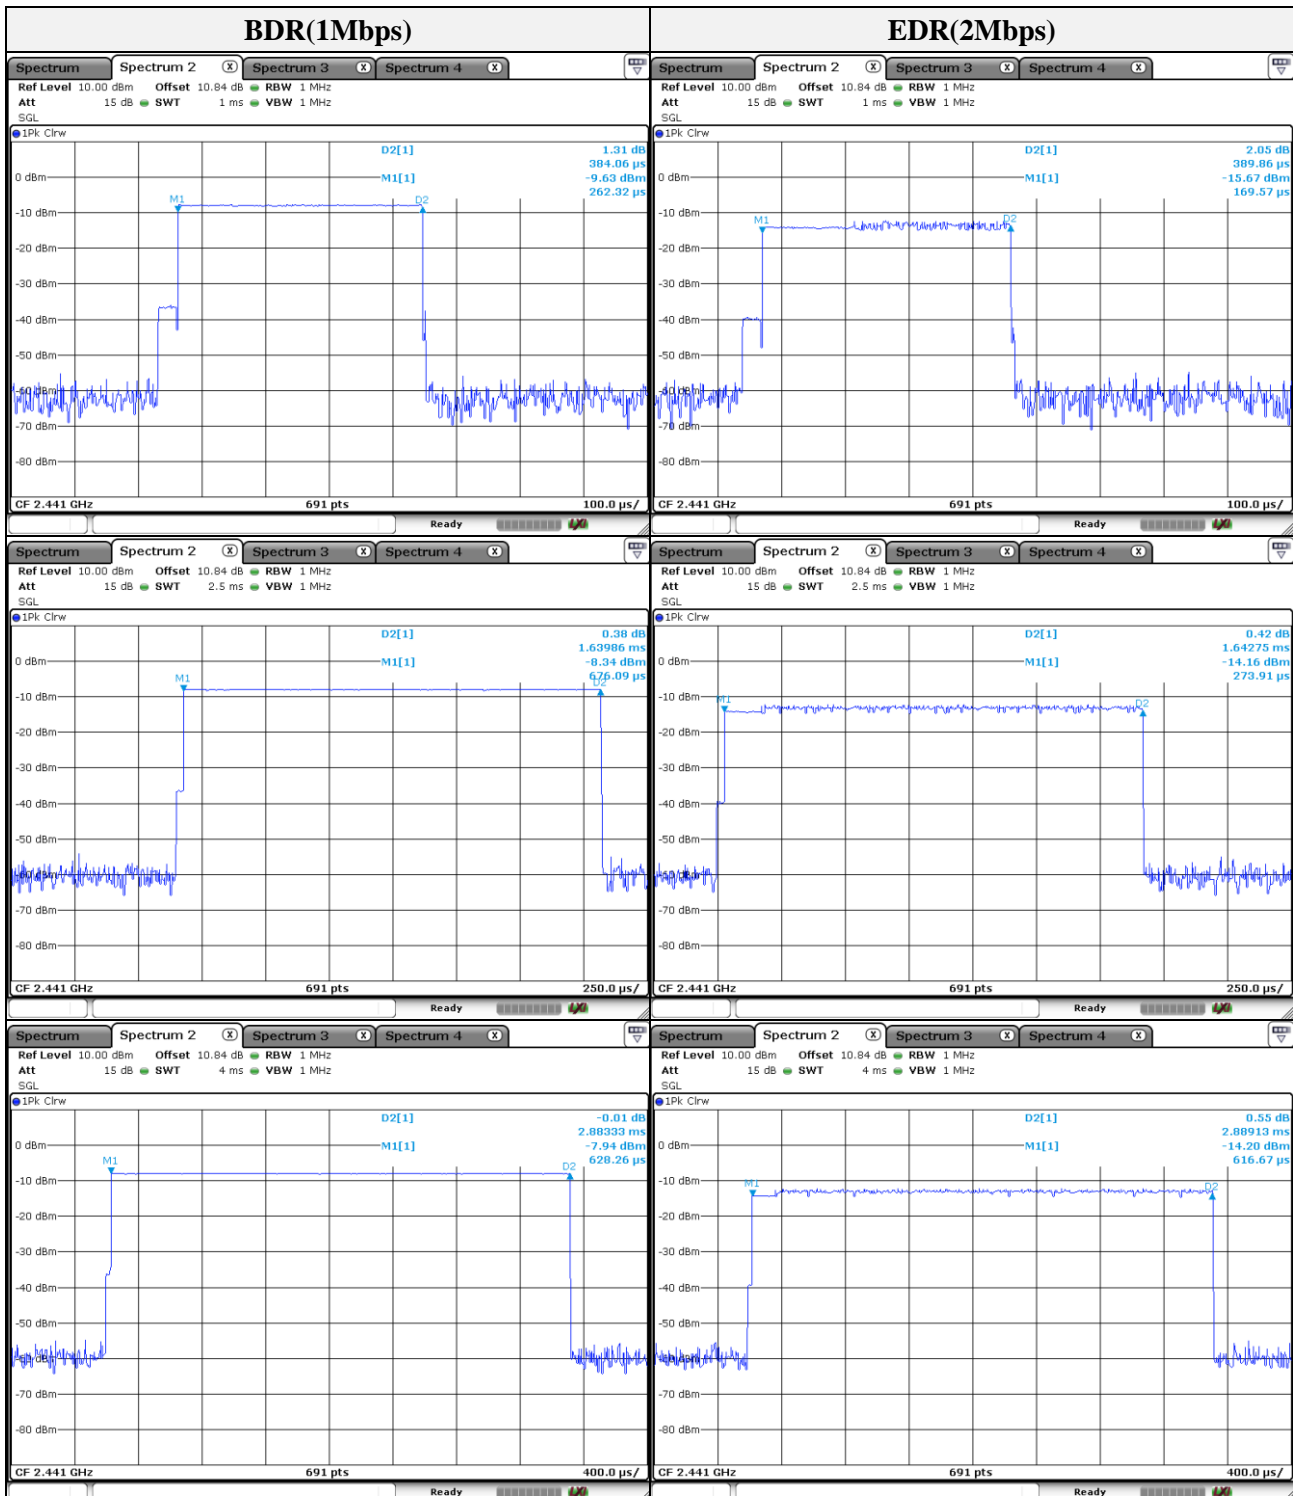 BDR(1Mbps)
EDR(2Mbps)
Spectrum Spectrum 2 X Spectrum 3 X Spectrum 4 X
Ref Level 10.00 dBm Offset 10.84 dB RBW 1 MHz
Att 15 dB SWT 1 ms VBW 1 MHz
SGL
1Pk Clrw
D2[1] 1.31 dB
384.06 µs
0 dBm M1[1] -9.63 dBm
262.32 µs
M1 D2
-10 dBm
-20 dBm
-30 dBm
-40 dBm
-50 dBm
-60 dBm
-70 dBm
-80 dBm
CF 2.441 GHz 691 pts 100.0 µs/
Ready LXI
Spectrum Spectrum 2 X Spectrum 3 X Spectrum 4 X
Ref Level 10.00 dBm Offset 10.84 dB RBW 1 MHz
Att 15 dB SWT 1 ms VBW 1 MHz
SGL
1Pk Clrw
D2[1] 2.05 dB
389.86 µs
0 dBm M1[1] -15.67 dBm
169.57 µs
-10 dBm
M1 D2
-20 dBm
-30 dBm
-40 dBm
-50 dBm
-60 dBm
-70 dBm
-80 dBm
CF 2.441 GHz 691 pts 100.0 µs/
Ready LXI
Spectrum Spectrum 2 X Spectrum 3 X Spectrum 4 X
Ref Level 10.00 dBm Offset 10.84 dB RBW 1 MHz
Att 15 dB SWT 2.5 ms VBW 1 MHz
SGL
1Pk Clrw
D2[1] 0.38 dB
1.63986 ms
0 dBm M1[1] -8.34 dBm
676.09 µs
M1 D2
-10 dBm
-20 dBm
-30 dBm
-40 dBm
-50 dBm
-60 dBm
-70 dBm
-80 dBm
CF 2.441 GHz 691 pts 250.0 µs/
Ready LXI
Spectrum Spectrum 2 X Spectrum 3 X Spectrum 4 X
Ref Level 10.00 dBm Offset 10.84 dB RBW 1 MHz
Att 15 dB SWT 2.5 ms VBW 1 MHz
SGL
1Pk Clrw
D2[1] 0.42 dB
1.64275 ms
0 dBm M1[1] -14.16 dBm
273.91 µs
-10 dBm
M1 D2
-20 dBm
-30 dBm
-40 dBm
-50 dBm
-60 dBm
-70 dBm
-80 dBm
CF 2.441 GHz 691 pts 250.0 µs/
Ready LXI
Spectrum Spectrum 2 X Spectrum 3 X Spectrum 4 X
Ref Level 10.00 dBm Offset 10.84 dB RBW 1 MHz
Att 15 dB SWT 4 ms VBW 1 MHz
SGL
1Pk Clrw
D2[1] -0.01 dB
2.88333 ms
0 dBm M1[1] -7.94 dBm
628.26 µs
M1 D2
-10 dBm
-20 dBm
-30 dBm
-40 dBm
-50 dBm
-60 dBm
-70 dBm
-80 dBm
CF 2.441 GHz 691 pts 400.0 µs/
Ready LXI
Spectrum Spectrum 2 X Spectrum 3 X Spectrum 4 X
Ref Level 10.00 dBm Offset 10.84 dB RBW 1 MHz
Att 15 dB SWT 4 ms VBW 1 MHz
SGL
1Pk Clrw
D2[1] 0.55 dB
2.88913 ms
0 dBm M1[1] -14.20 dBm
616.67 µs
-10 dBm
M1 D2
-20 dBm
-30 dBm
-40 dBm
-50 dBm
-60 dBm
-70 dBm
-80 dBm
CF 2.441 GHz 691 pts 400.0 µs/
Ready LXI